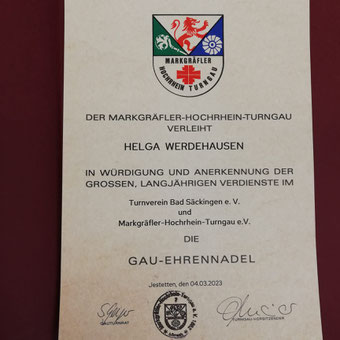 MARKGRÄFLER
HOCHRHEIN TURNGAU
DER MARKGRÄFLER-HOCHRHEIN-TURNGAU
VERLEIHT
HELGA WERDEHAUSEN
IN WÜRDIGUNG UND ANERKENNUNG DER
GROSSEN, LANGJÄHRIGEN VERDIENSTE IM
Turnverein Bad Säckingen e. V.
und
Markgräfler-Hochrhein-Turngau e.V.
DIE
GAU-EHRENNADEL
Jestetten, den 04.03.2023